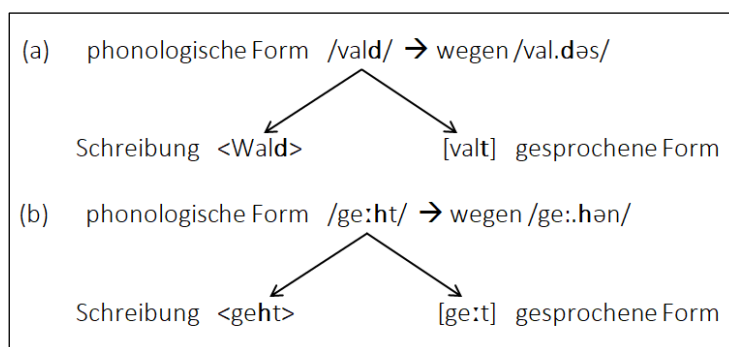 (a) phonologische Form /vald/ → wegen /val.dəs/
Schreibung <Wald> [valt] gesprochene Form
(b) phonologische Form /geːht/ → wegen /ge:.hən/
Schreibung <geht> [geːt] gesprochene Form